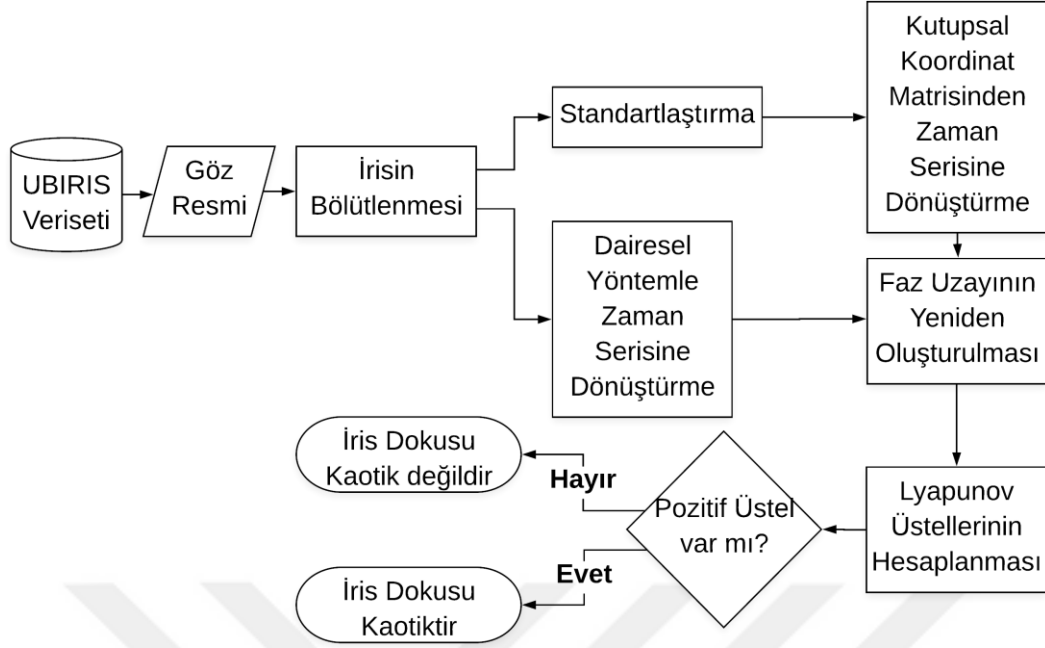 UBIRIS
Veriseti
Göz
Resmi
İrisin
Bölütlenmesi
Standartlaştırma
Kutupsal
Koordinat
Matrisinden
Zaman
Serisine
Dönüştürme
Dairesel
Yöntemle
Zaman
Serisine
Dönüştürme
Faz Uzayının
Yeniden
Oluşturulması
Lyapunov
Üstellerinin
Hesaplanması
Pozitif Üstel
var mı?
Hayır
İris Dokusu
Kaotik değildir
Evet
İris Dokusu
Kaotiktir